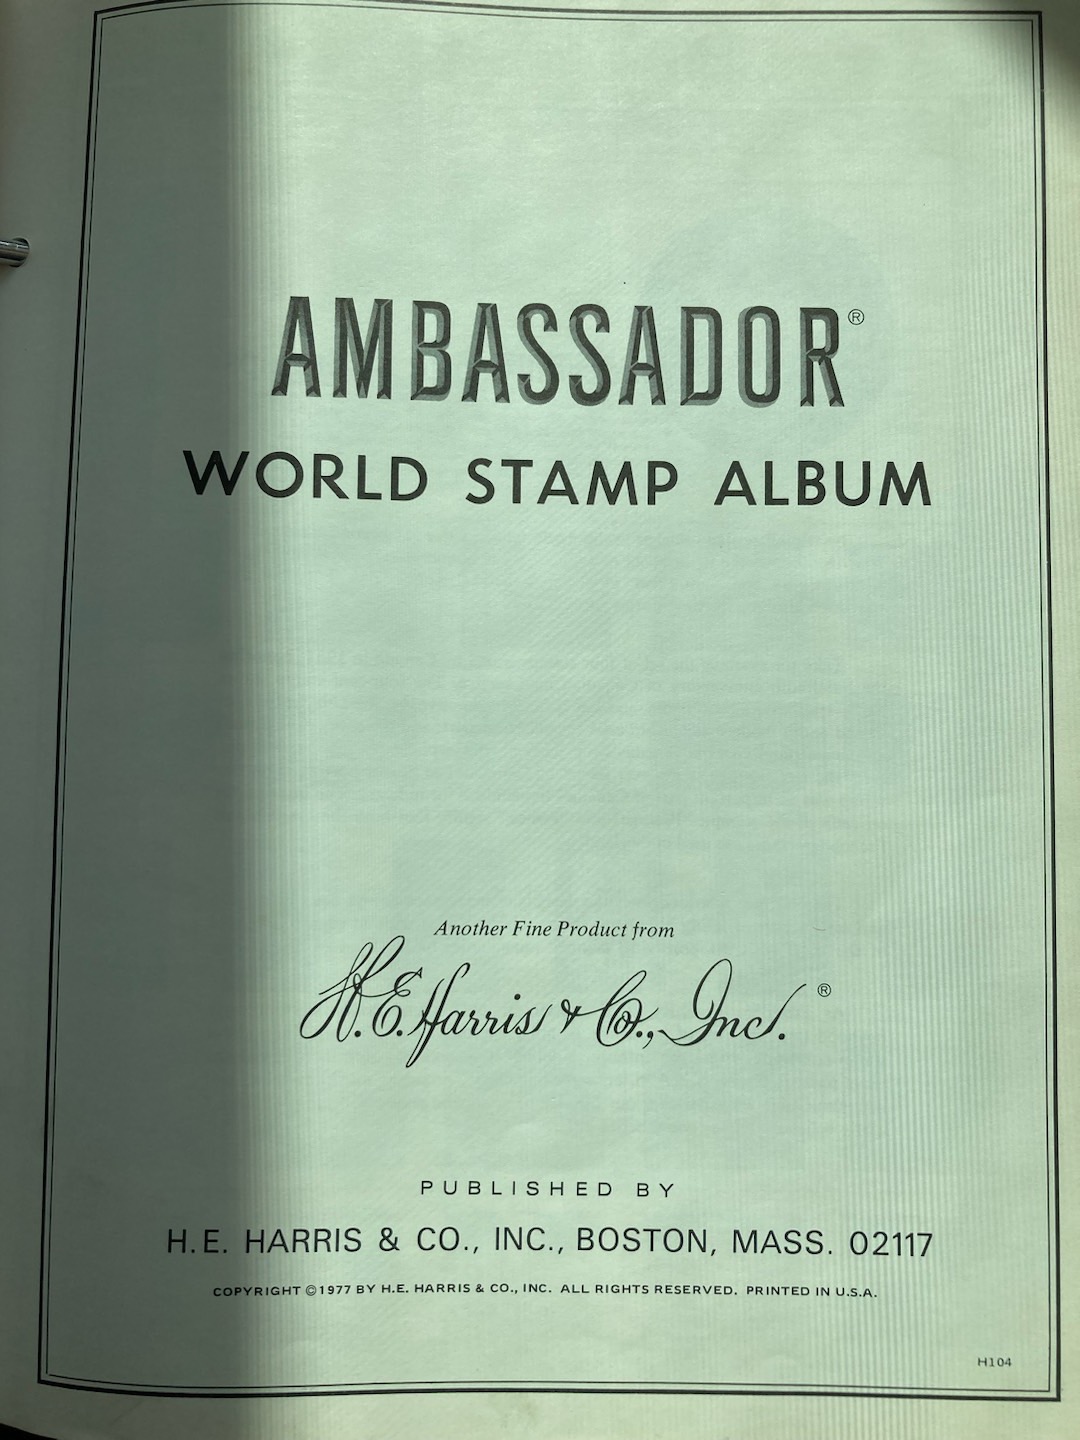 AMBASSADOR®
WORLD STAMP ALBUM
Another Fine Product from
H.E. Harris & Co., Inc. ®
PUBLISHED BY
H.E. HARRIS & CO., INC., BOSTON, MASS. 02117
COPYRIGHT ©1977 BY H.E. HARRIS & CO., INC. ALL RIGHTS RESERVED. PRINTED IN U.S.A.
H104